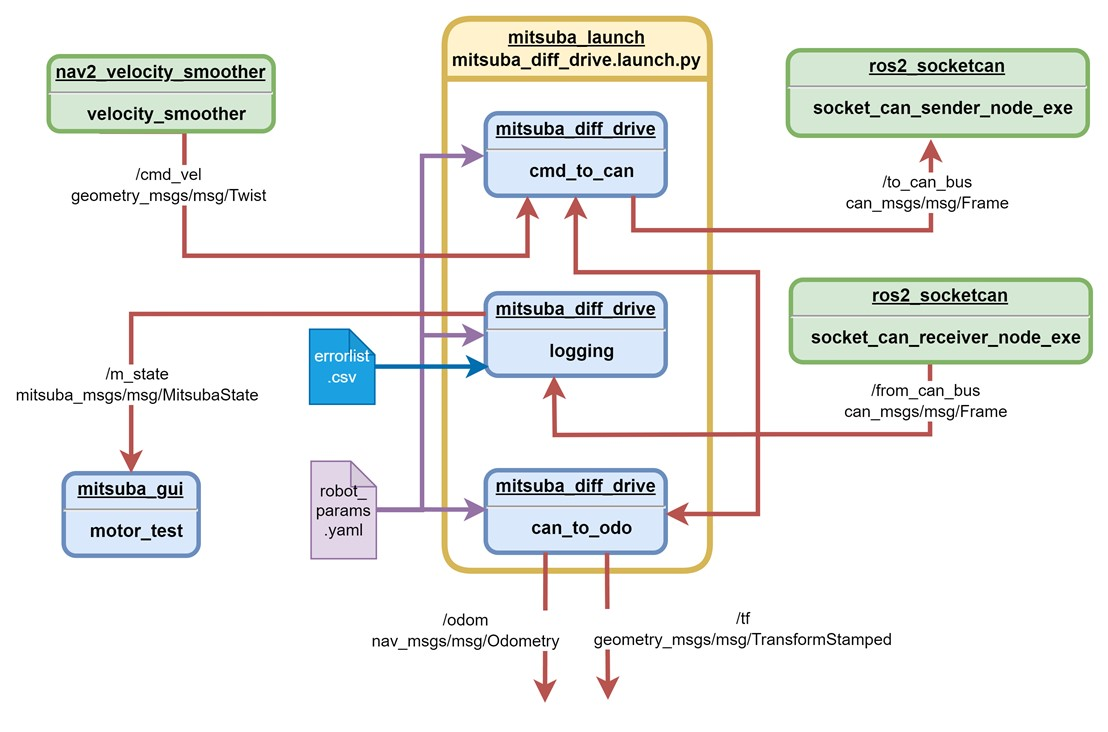 mitsuba_launch
mitsuba_diff_drive.launch.py
nav2_velocity_smoother
velocity_smoother
ros2_socketcan
socket_can_sender_node_exe
mitsuba_diff_drive
cmd_to_can
/cmd_vel
geometry_msgs/msg/Twist
/to_can_bus
can_msgs/msg/Frame
mitsuba_diff_drive
logging
ros2_socketcan
socket_can_receiver_node_exe
errorlist
.csv
/m_state
mitsuba_msgs/msg/MitsubaState
/from_can_bus
can_msgs/msg/Frame
mitsuba_gui
motor_test
robot_
params
.yaml
mitsuba_diff_drive
can_to_odo
/odom
nav_msgs/msg/Odometry
/tf
geometry_msgs/msg/TransformStamped